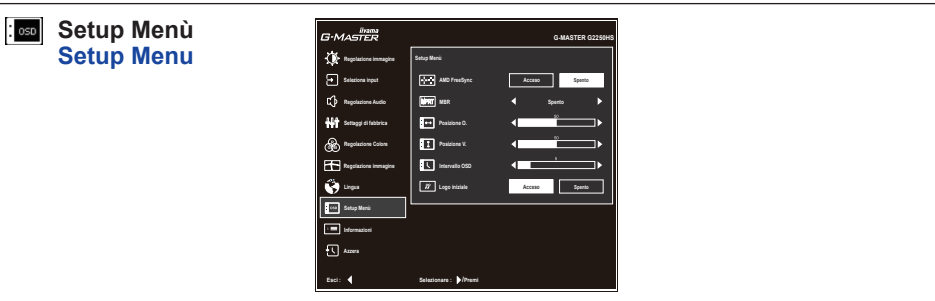 OSD Setup Menù
Setup Menu
iiyama
G-MASTER
G-MASTER G2250HS
Regolazione immagine
Selezione input
Regolazione Audio
Settaggi di fabbrica
Regolazione Colore
Regolazione immagine
Lingua
OSD Setup Menù
Informazioni
Azzera
Setup Menù
AMD FreeSync Acceso Spento
MPRT MBR Spento
Posizione O. 50
Posizione V. 50
Intervallo OSD
Logo iniziale Acceso Spento
Esci : Selezionare : /Premi